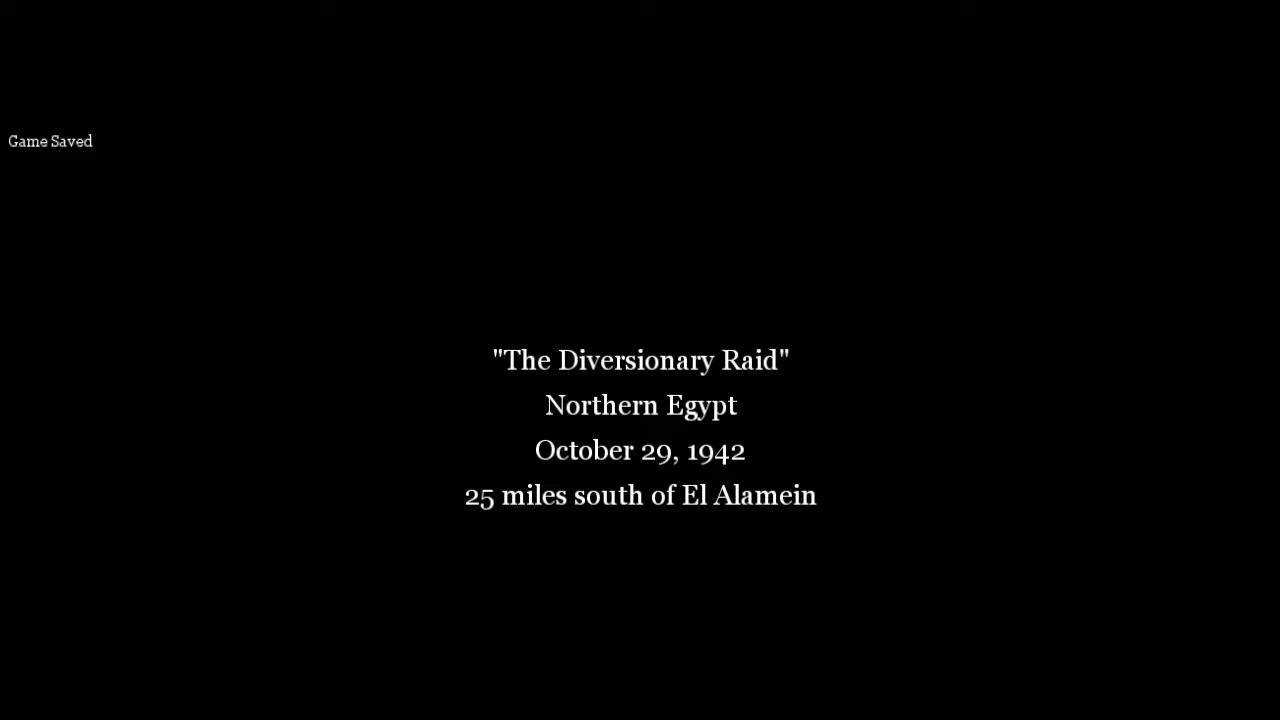 Game Saved
"The Diversionary Raid"
Northern Egypt
October 29, 1942
25 miles south of El Alamein